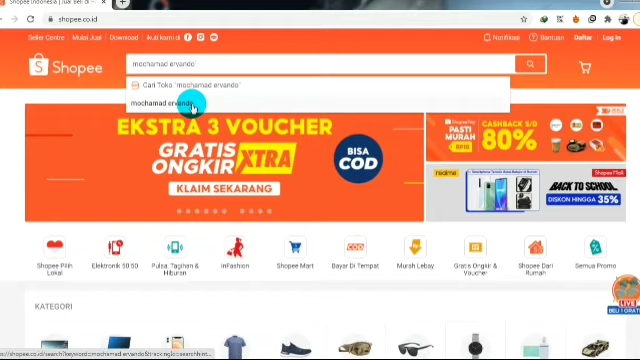 Shopee Indonesia | Jual Beli di
shopee.co.id
Seller Centre
Mulai Jual
Download
Ikuti kami di
Notifikasi
Bantuan
Daftar
Log In
Shopee
mochamad ervando
Cari Toko "mochamad ervando"
mochamad ervando
EKSTRA 3 VOUCHER
GRATIS
ONGKIR XTRA
KLAIM SEKARANG
BISA
COD
PASTI
MURAH
CASHBACK S/D
80%
realme
Shopee Mall
BACK TO SCHOOL
DISKON HINGGA 35%
Shopee Pilih
Lokal
Elektronik 50 50
Pulsa, Tagihan &
Hiburan
inFashion
Shopee Mart
COD
Bayar Di Tempat
Murah Lebay
Gratis Ongkir &
Voucher
Shopee Dari
Rumah
Semua Promo
LIVE
KATEGORI